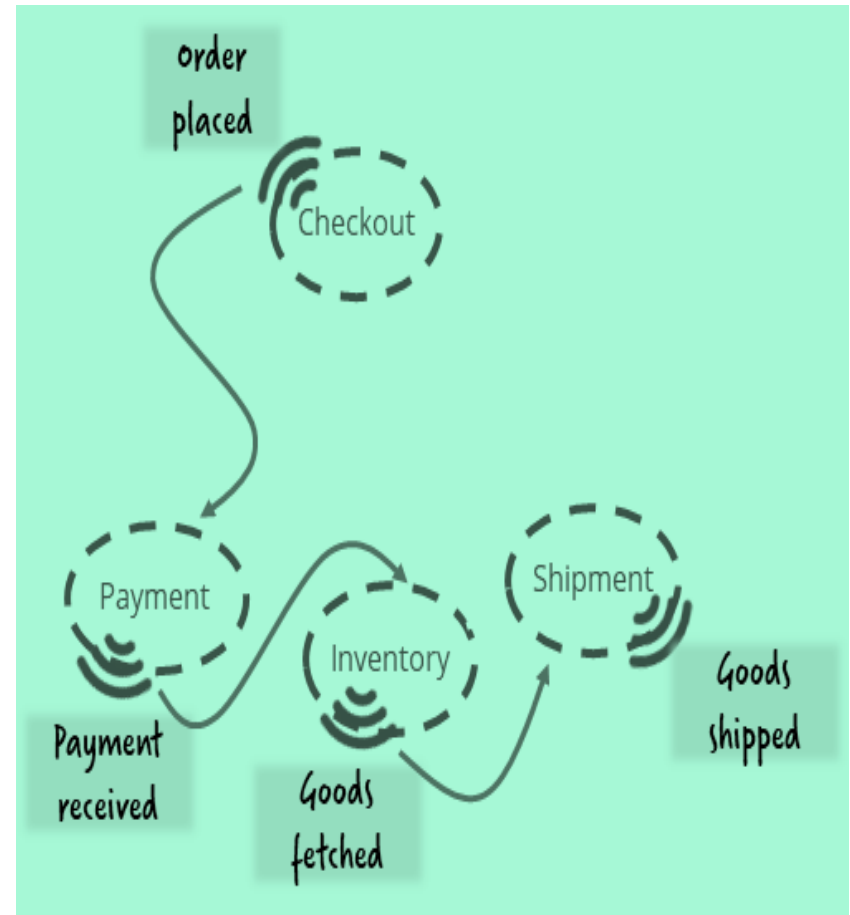 Order
placed
Checkout
Payment
Shipment
Inventory
Payment
received
Goods
fetched
Goods
shipped